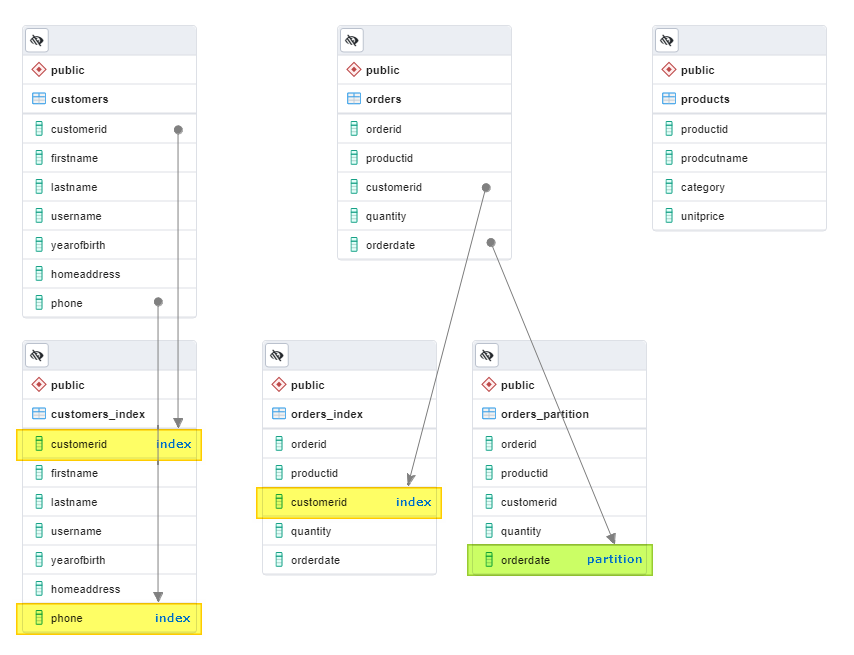 public
customers
customerid
firstname
lastname
username
yearofbirth
homeaddress
phone
public
orders
orderid
productid
customerid
quantity
orderdate
public
products
productid
prodcutname
category
unitprice
public
customers_index
customerid index
firstname
lastname
username
yearofbirth
homeaddress
phone index
public
orders_index
orderid
productid
customerid index
quantity
orderdate
public
orders_partition
orderid
productid
customerid
quantity
orderdate partition